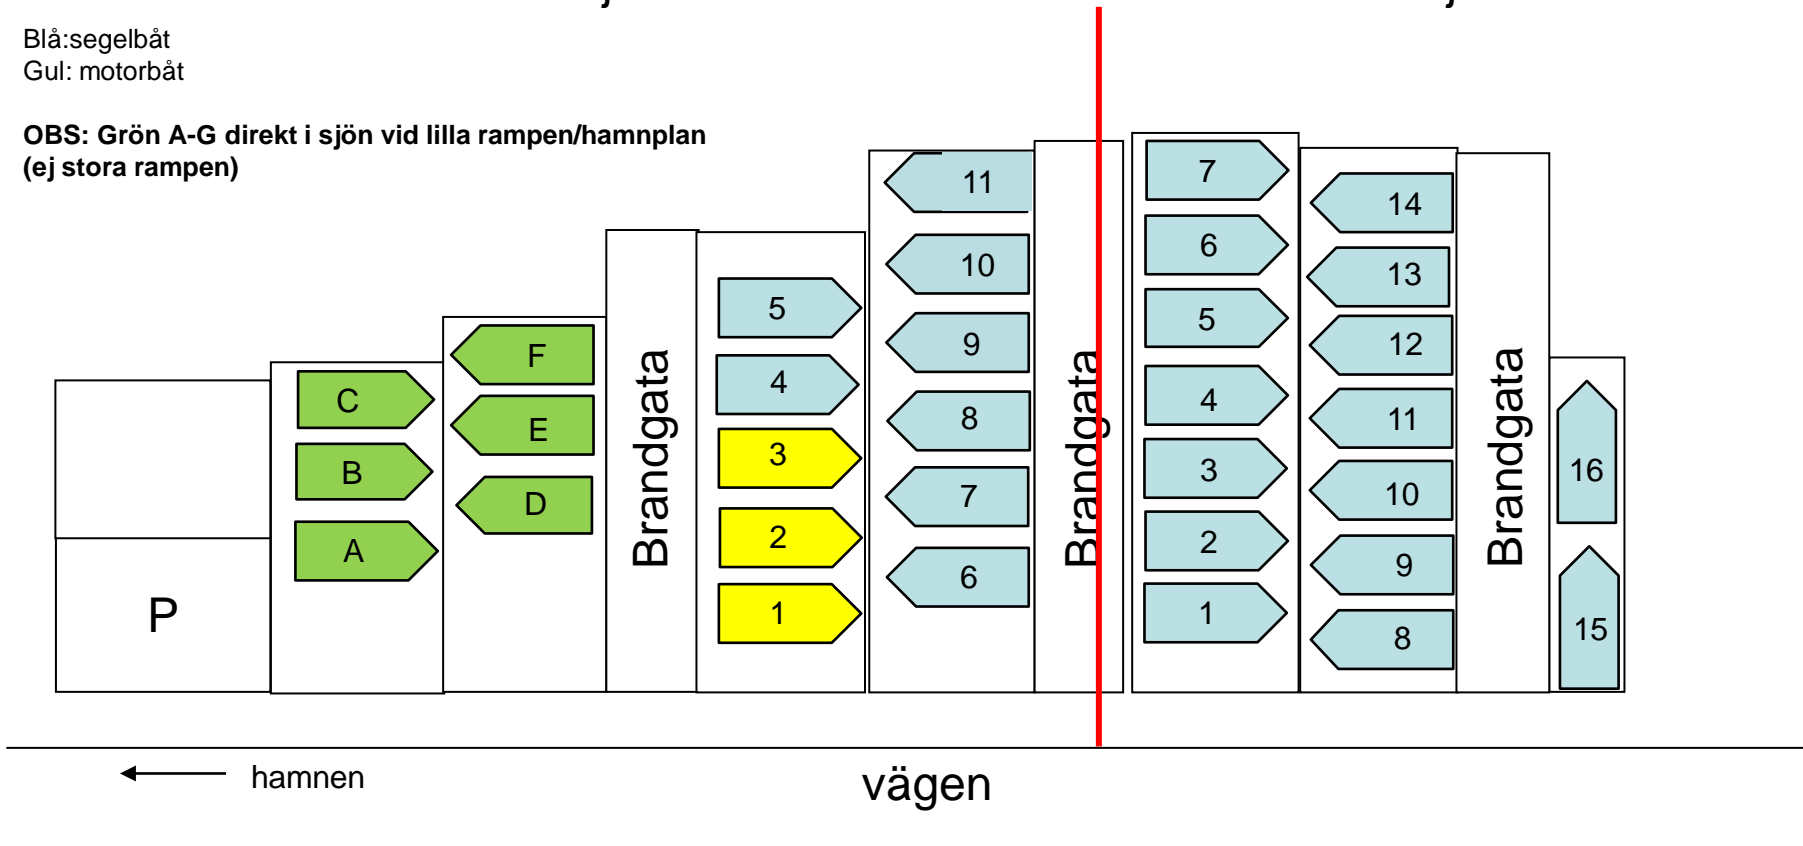 Blå:segelbåt
Gul: motorbåt
OBS: Grön A-G direkt i sjön vid lilla rampen/hamnplan
(ej stora rampen)
P
C
B
A
F
E
D
Brandgata
5
4
3
2
1
11
10
9
8
7
6
Brandgata
7
6
5
4
3
2
1
14
13
12
11
10
9
8
Brandgata
16
15
hamnen
vägen